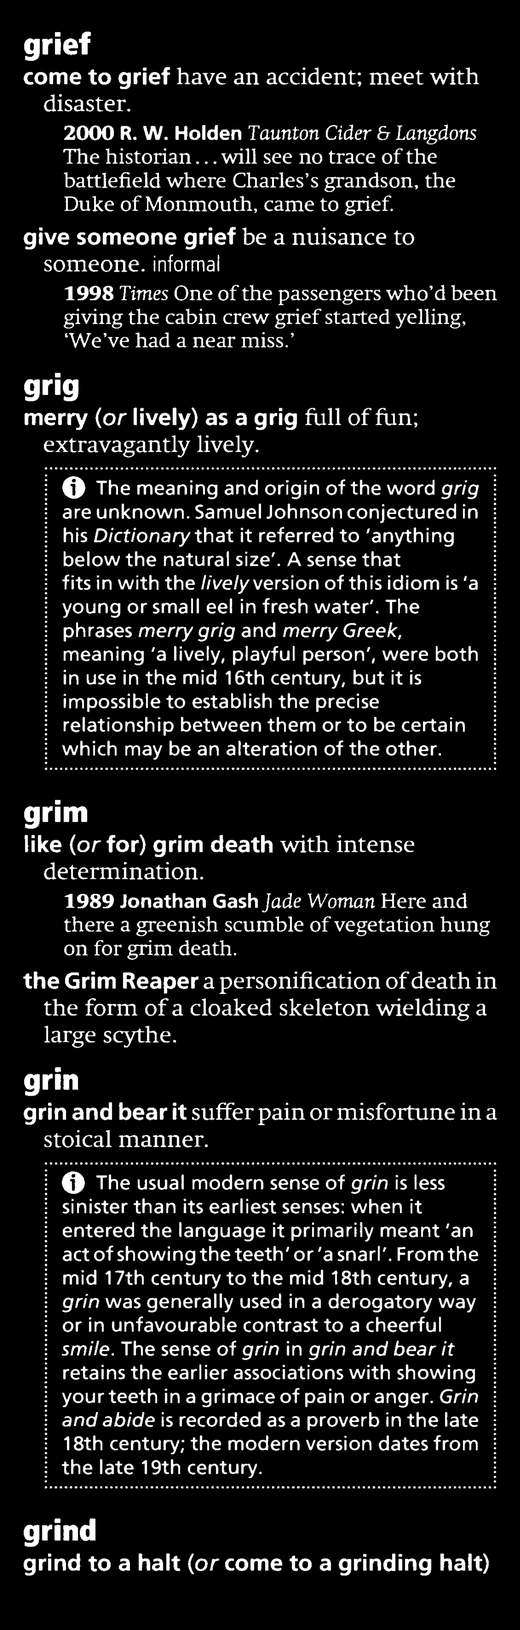 grief
come to grief have an accident; meet with
disaster.
2000 R. W. Holden Taunton Cider & Langdons
The historian...will see no trace of the
battlefield where Charles's grandson, the
Duke of Monmouth, came to grief.
give someone grief be a nuisance to
someone. informal
1998 Times One of the passengers who'd been
giving the cabin crew grief started yelling,
'We've had a near miss.'
grig
merry (or lively) as a grig full of fun;
extravagantly lively.
i The meaning and origin of the word grig
are unknown. Samuel Johnson conjectured in
his Dictionary that it referred to 'anything
below the natural size'. A sense that
fits in with the lively version of this idiom is 'a
young or small eel in fresh water'. The
phrases merry grig and merry Greek,
meaning 'a lively, playful person', were both
in use in the mid 16th century, but it is
impossible to establish the precise
relationship between them or to be certain
which may be an alteration of the other.
grim
like (or for) grim death with intense
determination.
1989 Jonathan Gash Jade Woman Here and
there a greenish scumble of vegetation hung
on for grim death.
the Grim Reaper a personification of death in
the form of a cloaked skeleton wielding a
large scythe.
grin
grin and bear it suffer pain or misfortune in a
stoical manner.
i The usual modern sense of grin is less
sinister than its earliest senses: when it
entered the language it primarily meant 'an
act of showing the teeth' or 'a snarl'. From the
mid 17th century to the mid 18th century, a
grin was generally used in a derogatory way
or in unfavourable contrast to a cheerful
smile. The sense of grin in grin and bear it
retains the earlier associations with showing
your teeth in a grimace of pain or anger. Grin
and abide is recorded as a proverb in the late
18th century; the modern version dates from
the late 19th century.
grind
grind to a halt (or come to a grinding halt)